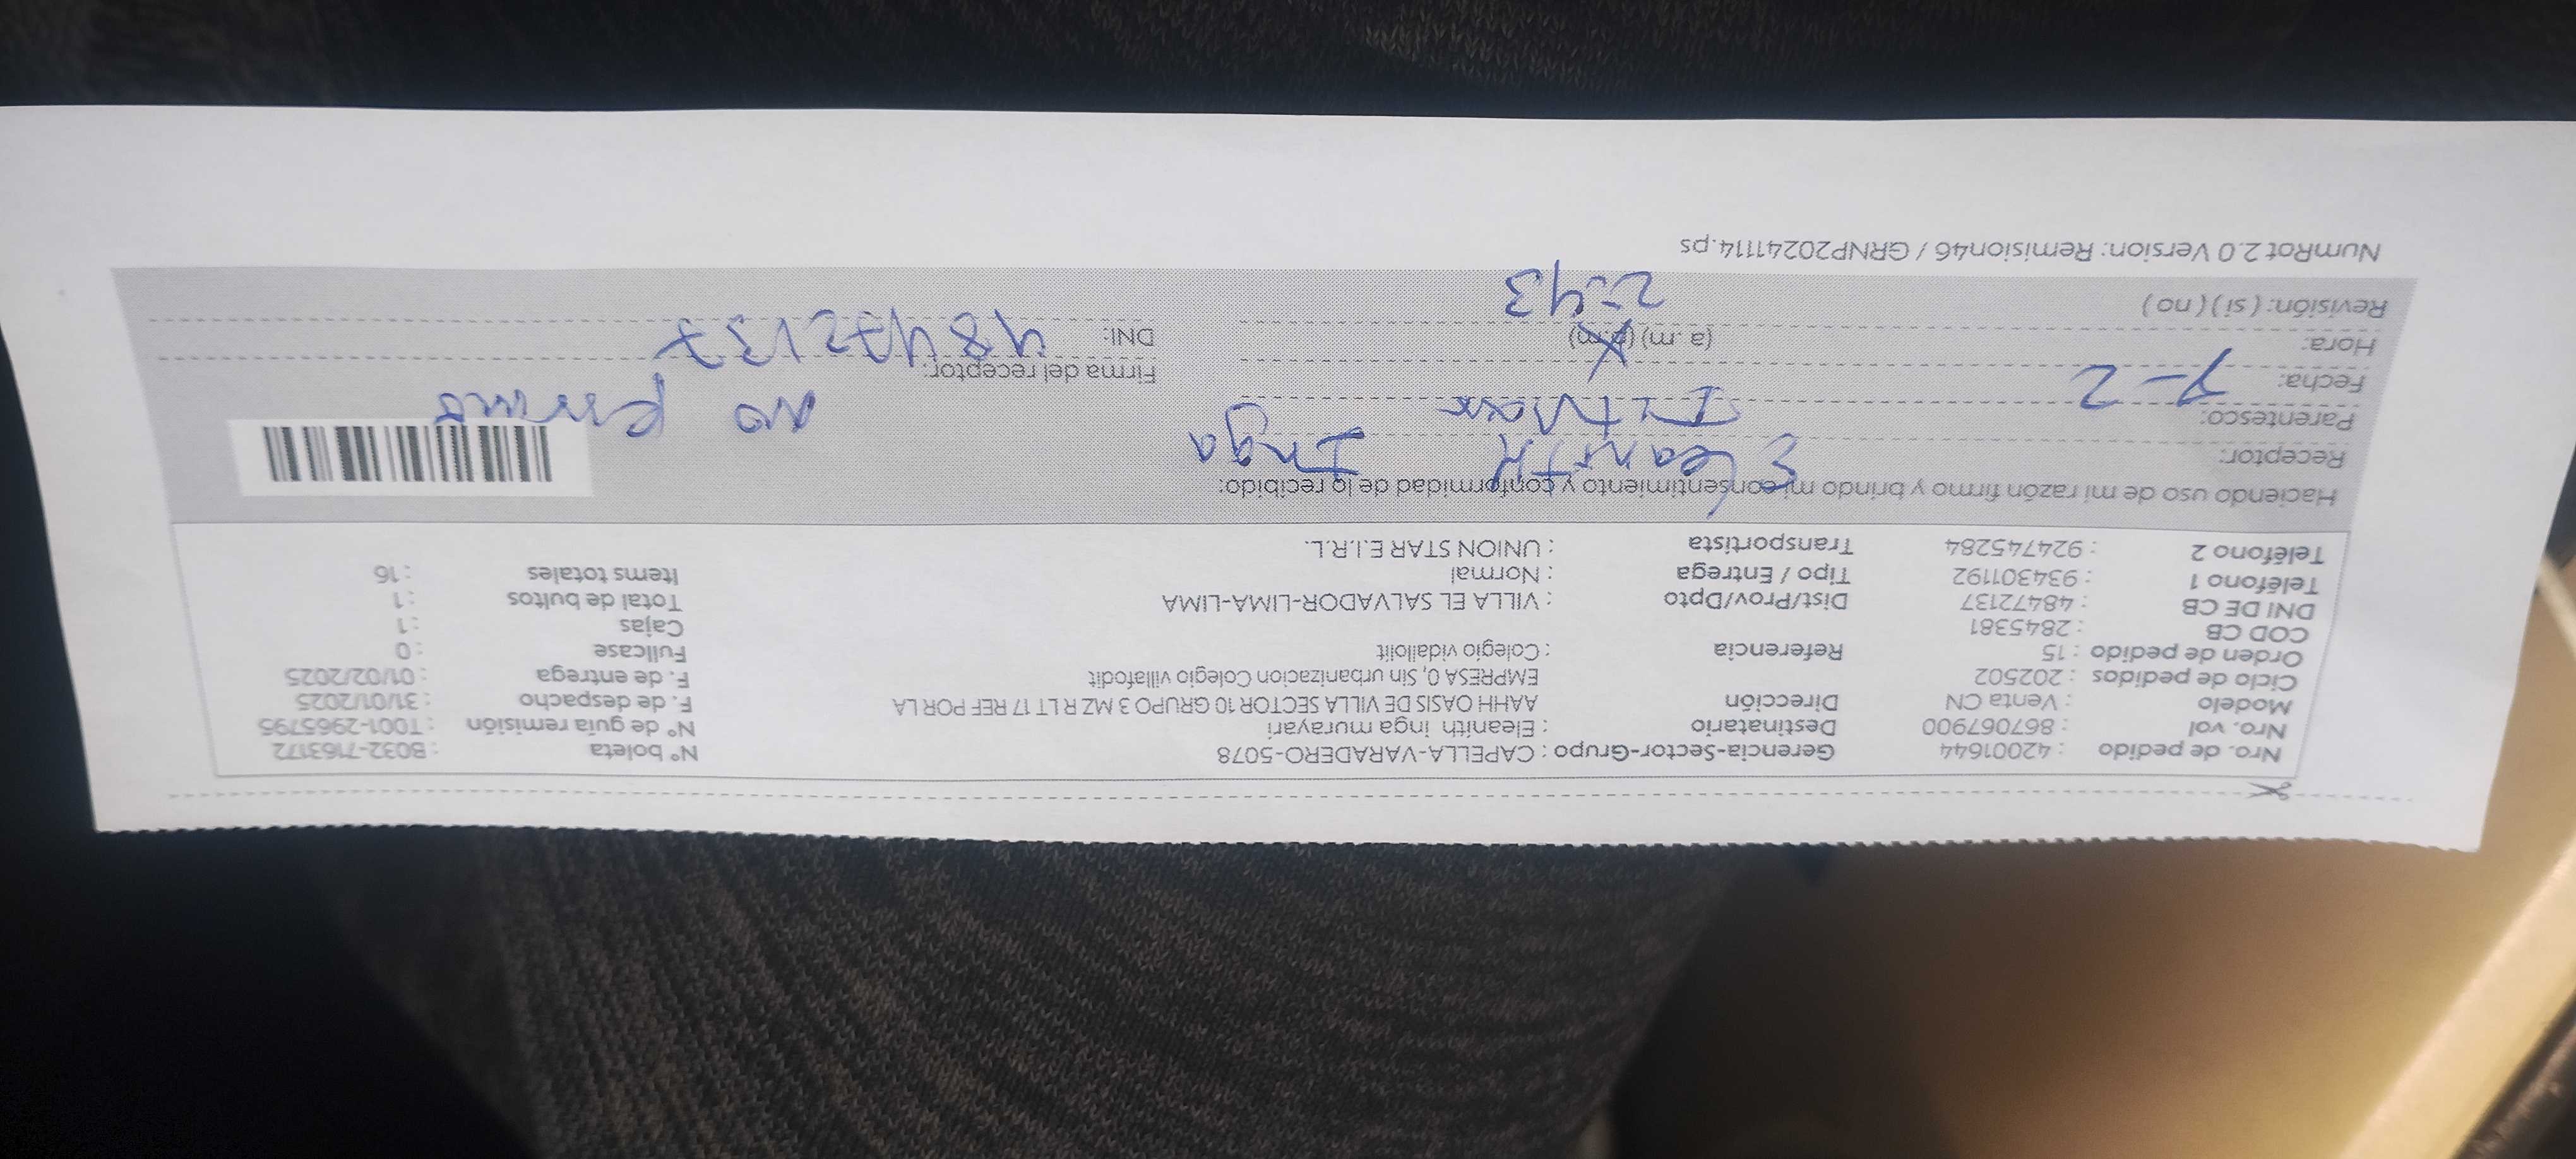 Nro. de pedido : 42001644 Gerencia-Sector-Grupo : CAPELLA-VARADERO-5078 N° boleta : B032-7163172
Nro. vol : 867067900 Destinatario : Eleanith inga murayari N° de guía remisión : T001-2965795
Modelo : Venta CN Dirección AAHH OASIS DE VILLA SECTOR 10 GRUPO 3 MZ R LT 17 REF POR LA F. de despacho : 31/01/2025
Ciclo de pedidos : 202502 EMPRESA 0, Sin urbanizacion Colegio villafodit F. de entrega : 01/02/2025
Orden de pedido : 15 Referencia : Colegio vidallolit Fullcase : 0
COD CB : 2845381 Cajas : 1
DNI DE CB : 48472137 Dist/Prov/Dpto : VILLA EL SALVADOR-LIMA-LIMA Total de bultos : 1
Teléfono 1 : 934301192 Tipo / Entrega : Normal Items totales : 16
Teléfono 2 : 924745284 Transportista : UNION STAR E.I.R.L.
Haciendo uso de mi razón firmo y brindo mi consentimiento y conformidad de lo recibido:
Receptor: Eleanith Inga
Parentesco: Titular
Fecha: 7-2 Firma del receptor: no firma
Hora: (a .m) (p.m) DNI: 48472137
Revisión: ( si ) ( no ) 2:43
NumRot 2.0 Version: Remision46 / GRNP20241114.ps